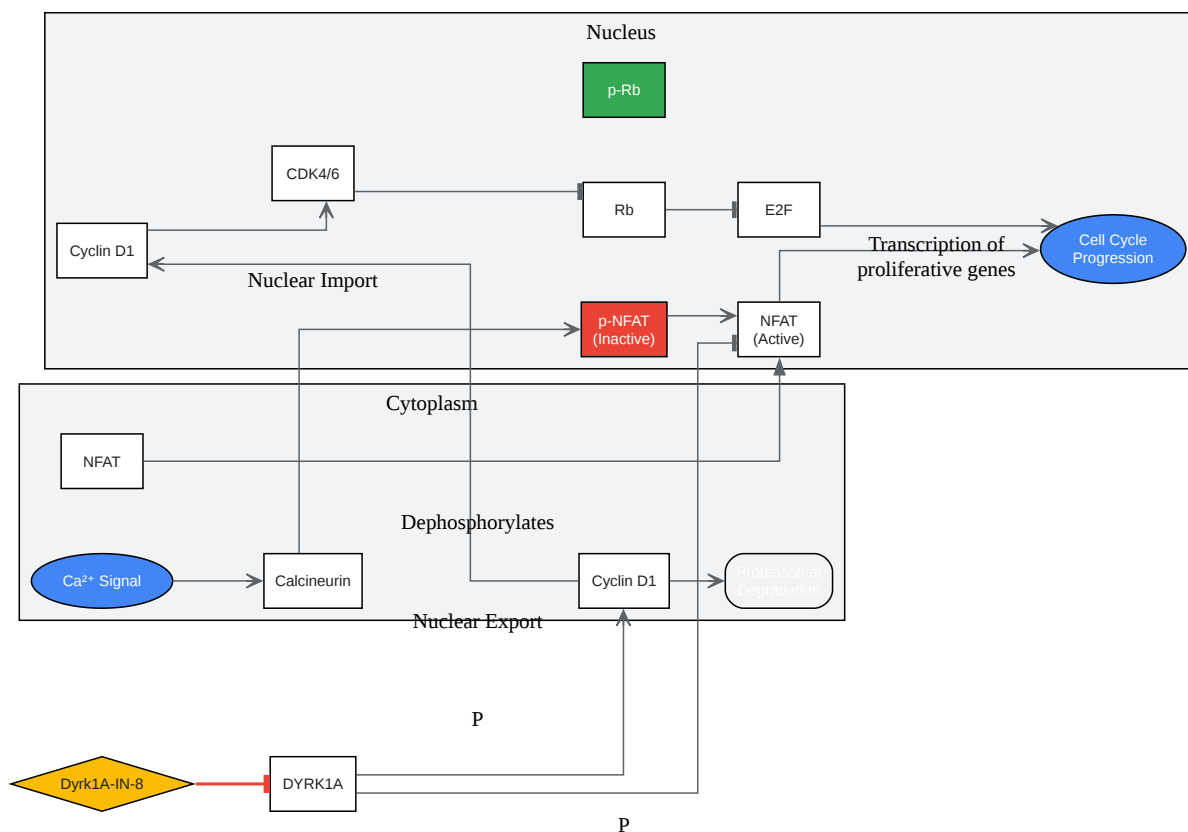 Nucleus
p-Rb
CDK4/6
Rb
E2F
Cyclin D1
Transcription of
proliferative genes
Cell Cycle
Progression
Nuclear Import
p-NFAT
(Inactive)
NFAT
(Active)
Cytoplasm
NFAT
Dephosphorylates
Ca²⁺ Signal
Calcineurin
Cyclin D1
Proteasomal
Degradation
Nuclear Export
P
Dyrk1A-IN-8
DYRK1A
P